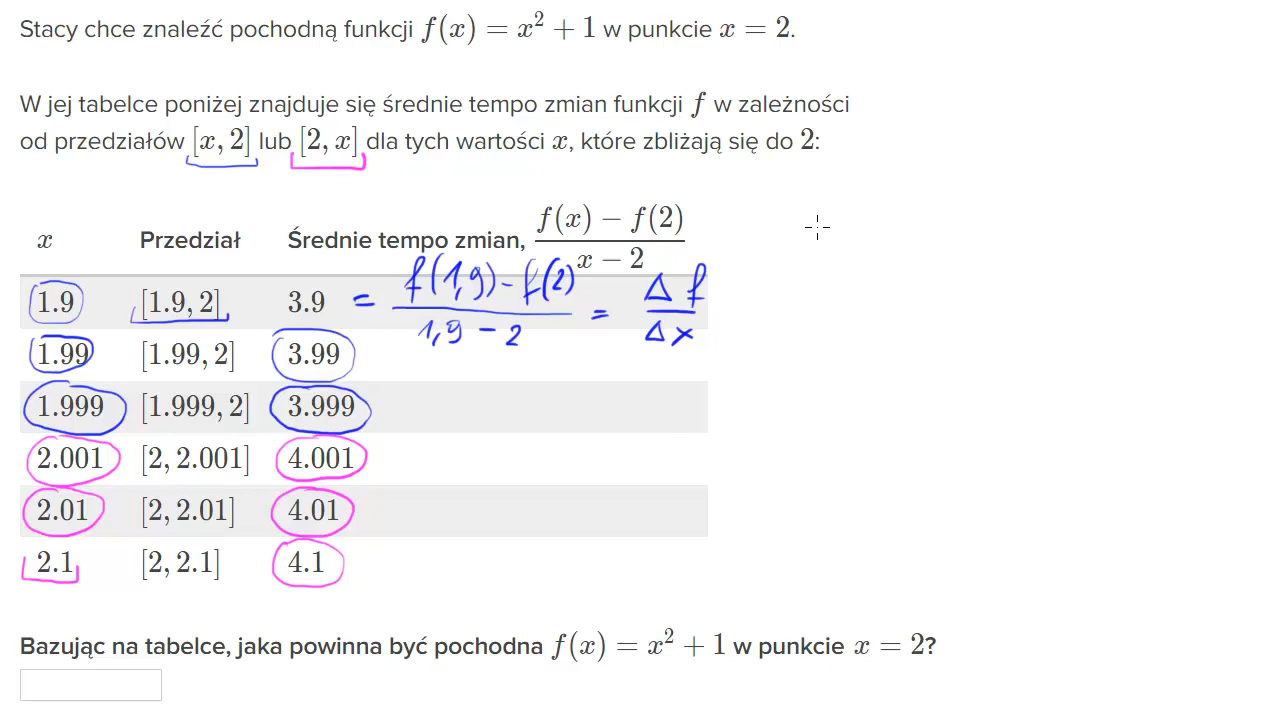 Stacy chce znaleźć pochodną funkcji f(x) = x² + 1 w punkcie x = 2.
W jej tabelce poniżej znajduje się średnie tempo zmian funkcji f w zależności
od przedziałów [x, 2] lub [2, x] dla tych wartości x, które zbliżają się do 2:
x Przedział Średnie tempo zmian, (f(x) − f(2))/(x − 2)
1.9 [1.9, 2] 3.9 = (f(1,9) - f(2))/(1,9 - 2) = Δf/Δx
1.99 [1.99, 2] 3.99
1.999 [1.999, 2] 3.999
2.001 [2, 2.001] 4.001
2.01 [2, 2.01] 4.01
2.1 [2, 2.1] 4.1
Bazując na tabelce, jaka powinna być pochodna f(x) = x² + 1 w punkcie x = 2?